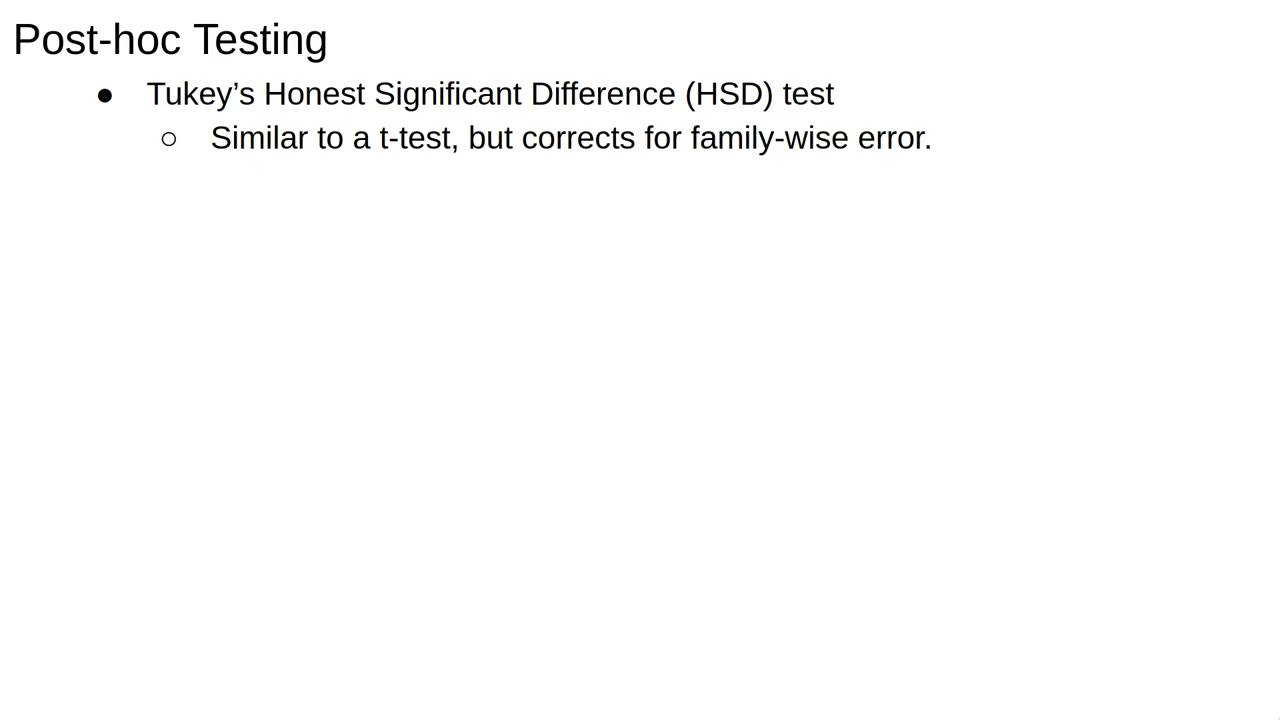 Post-hoc Testing
● Tukey’s Honest Significant Difference (HSD) test
○ Similar to a t-test, but corrects for family-wise error.